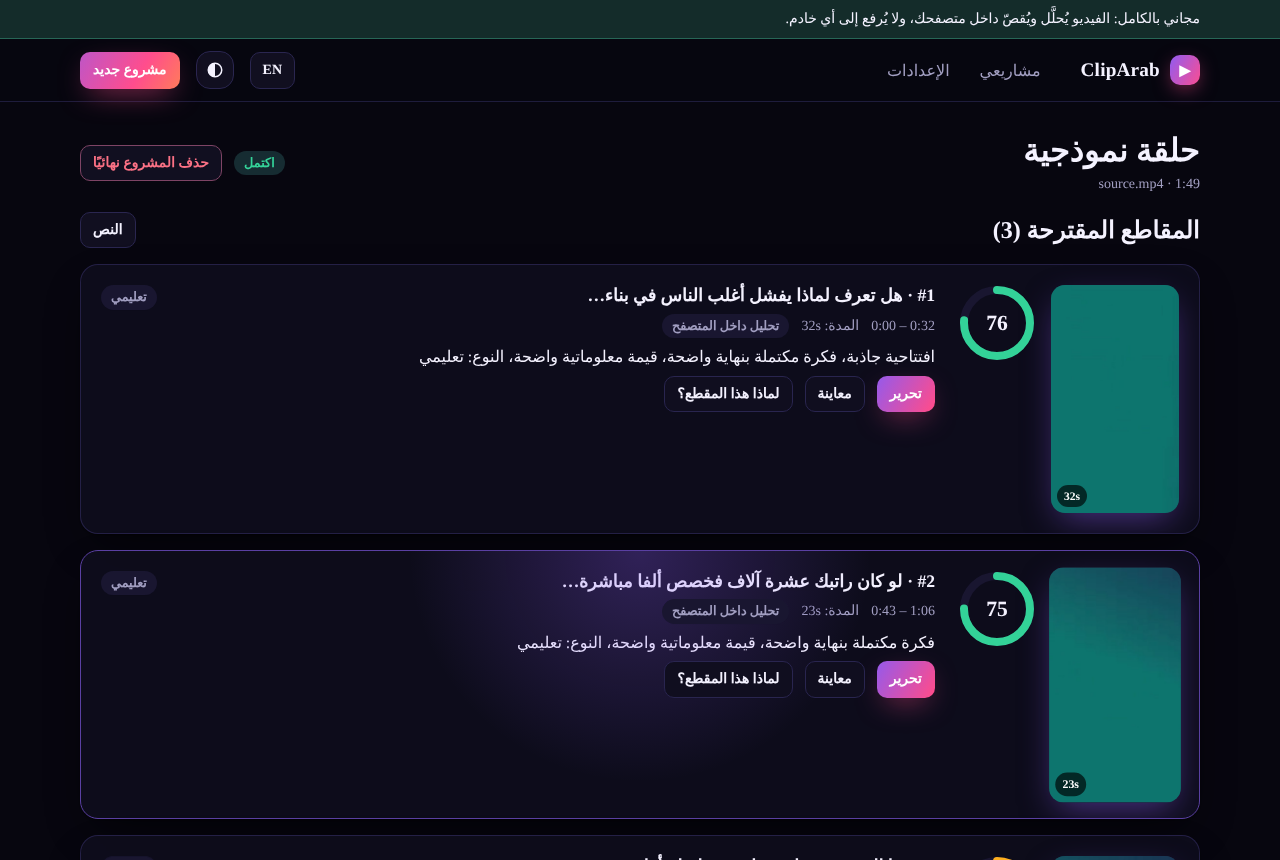 مجاني بالكامل: الفيديو يُحلَّل ويُقصّ داخل متصفحك، ولا يُرفع إلى أي خادم.
ClipArab مشاريعي الإعدادات EN مشروع جديد
حلقة نموذجية
اكتمل حذف المشروع نهائيًا
source.mp4 · 1:49
المقاطع المقترحة (3) النص
#1 · هل تعرف لماذا يفشل أغلب الناس في بناء… تعليمي
76
0:00 – 0:32 المدة: 32s تحليل داخل المتصفح
افتتاحية جاذبة، فكرة مكتملة بنهاية واضحة، قيمة معلوماتية واضحة، النوع: تعليمي
تحرير معاينة لماذا هذا المقطع؟
32s
#2 · لو كان راتبك عشرة آلاف فخصص ألفا مباشرة… تعليمي
75
0:43 – 1:06 المدة: 23s تحليل داخل المتصفح
فكرة مكتملة بنهاية واضحة، قيمة معلوماتية واضحة، النوع: تعليمي
تحرير معاينة لماذا هذا المقطع؟
23s